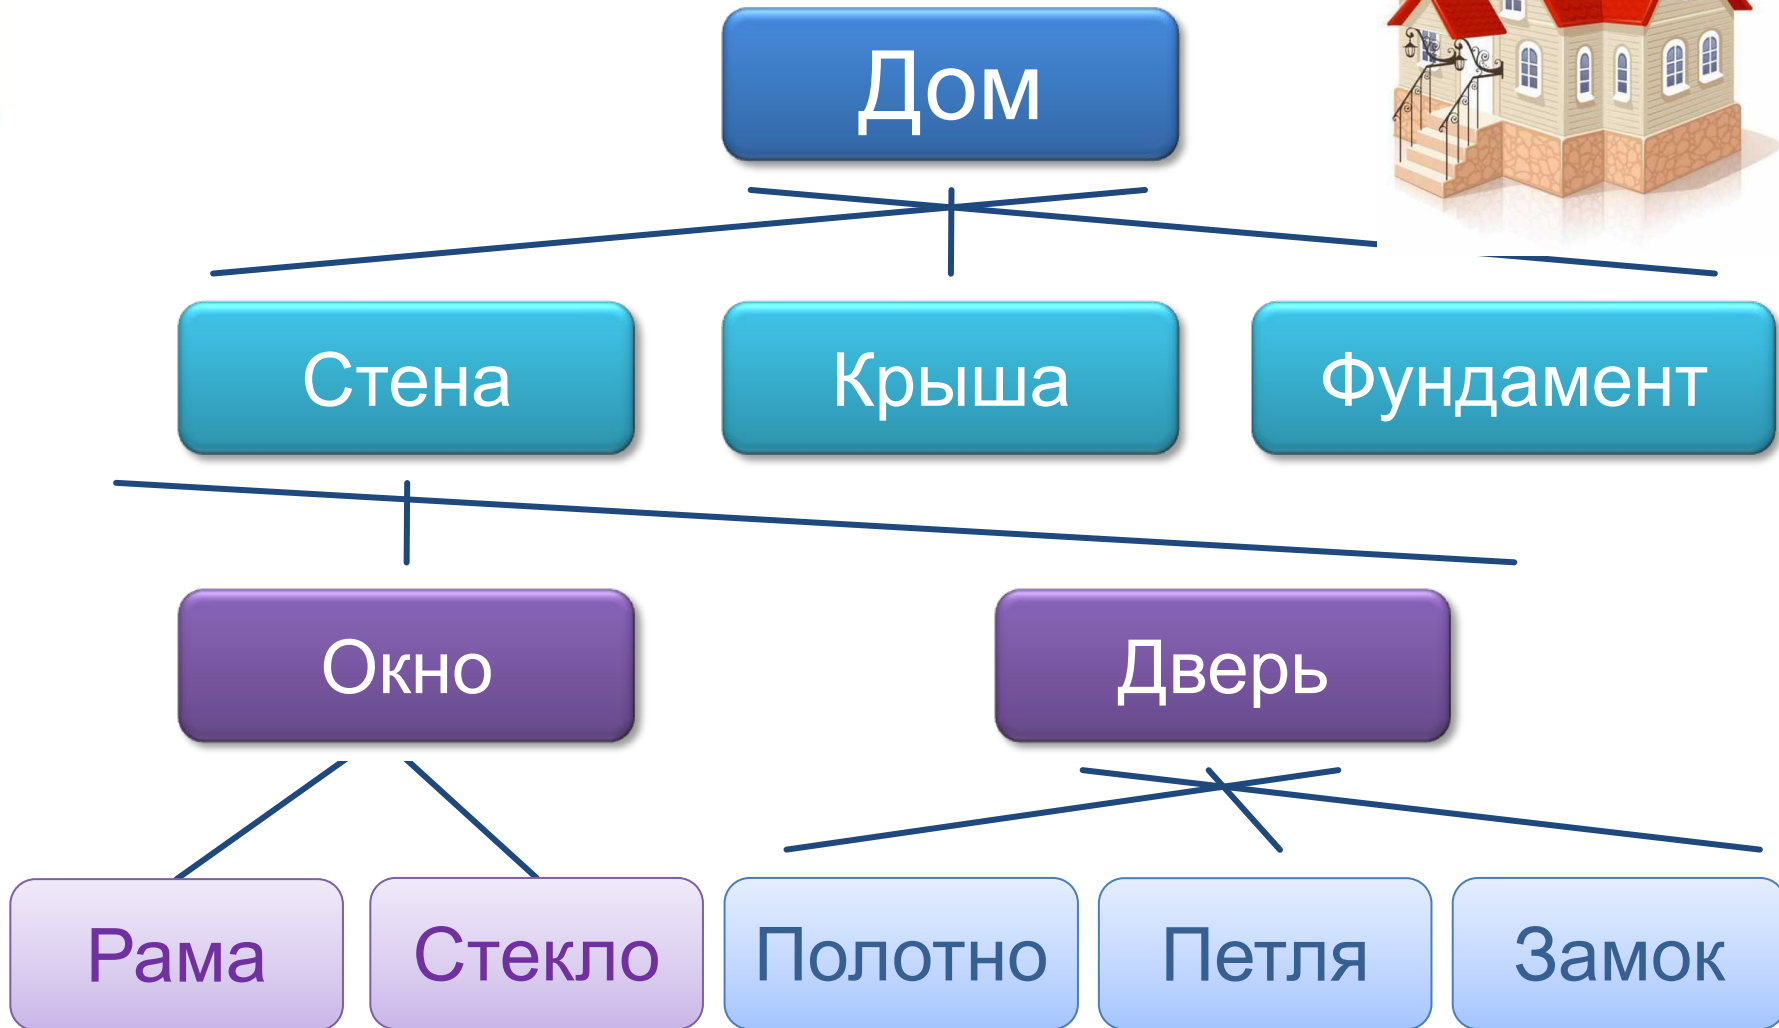 Дом
Стена
Крыша
Фундамент
Окно
Дверь
Рама
Стекло
Полотно
Петля
Замок